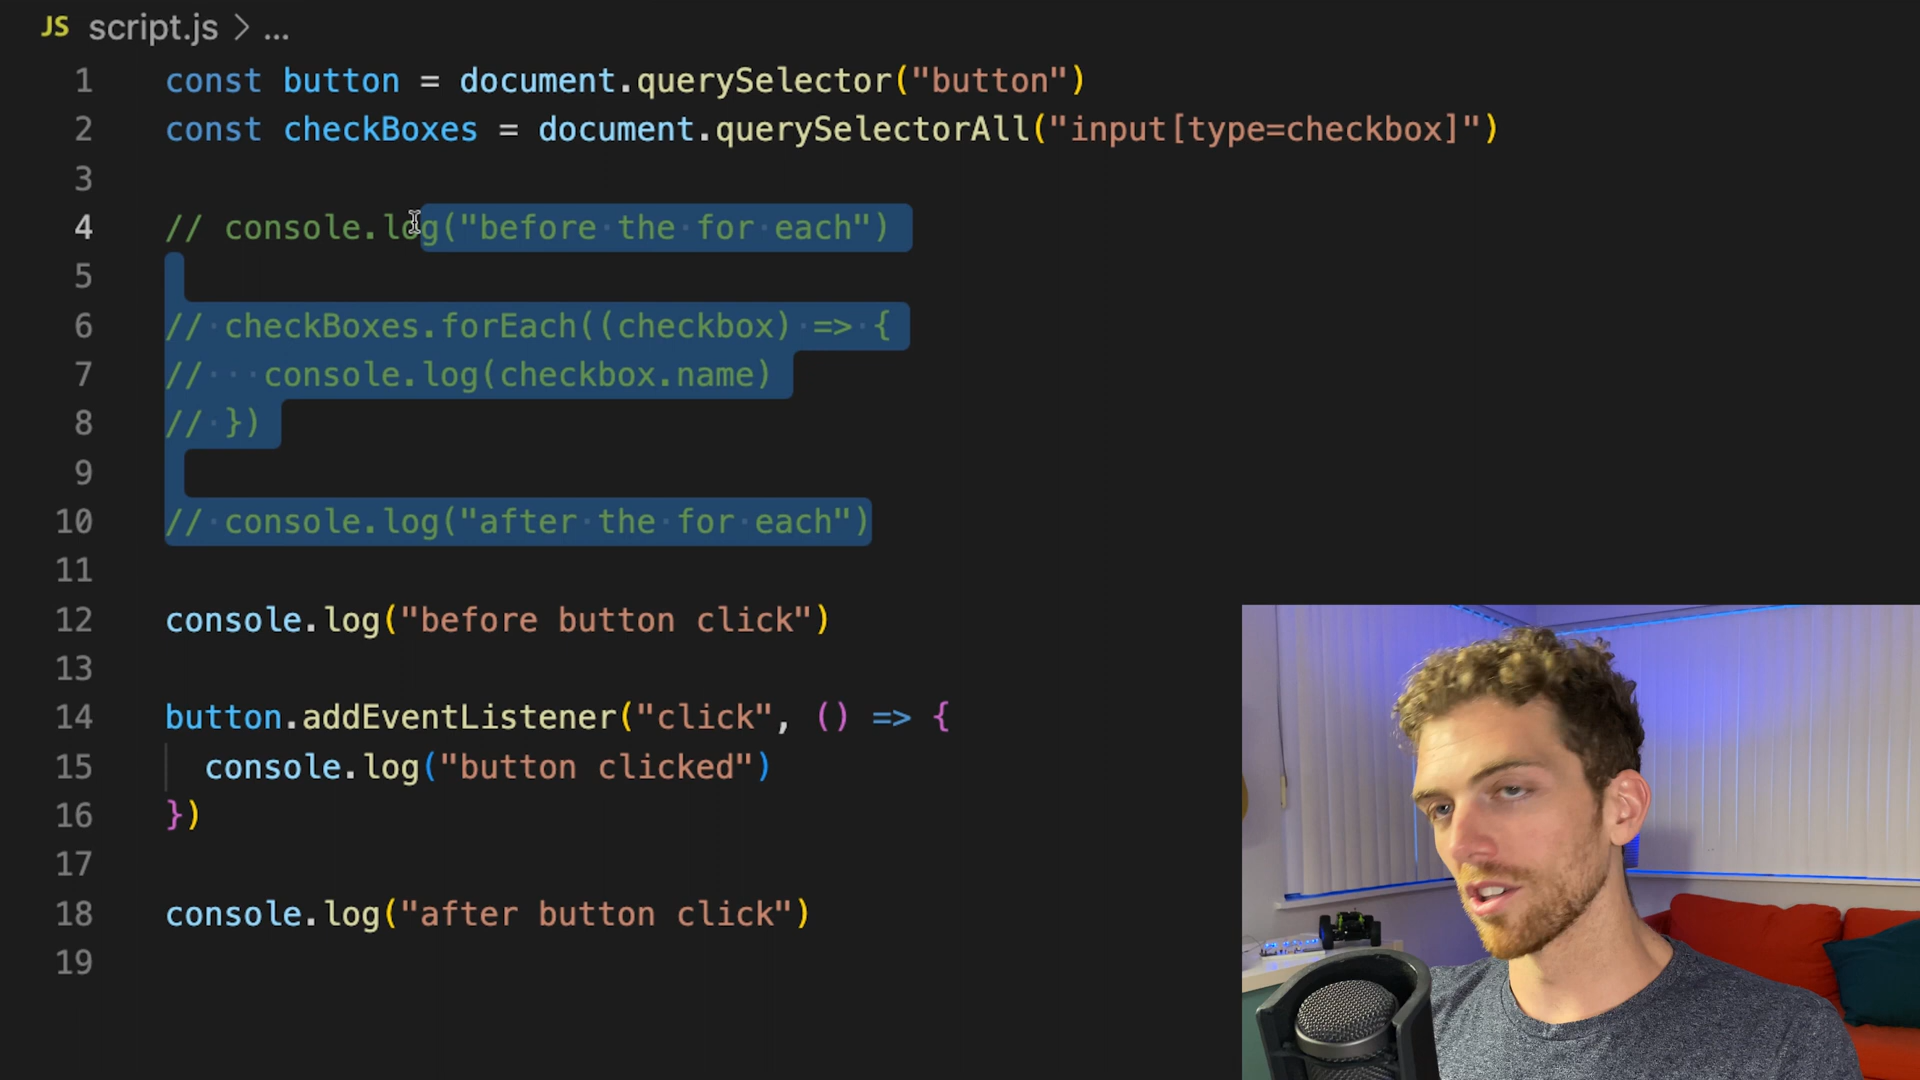 JS script.js > ...
1 const button = document.querySelector("button")
2 const checkBoxes = document.querySelectorAll("input[type=checkbox]")
3
4 // console.log("before the for each")
5
6 // checkBoxes.forEach((checkbox) => {
7 //   console.log(checkbox.name)
8 // })
9
10 // console.log("after the for each")
11
12 console.log("before button click")
13
14 button.addEventListener("click", () => {
15   console.log("button clicked")
16 })
17
18 console.log("after button click")
19